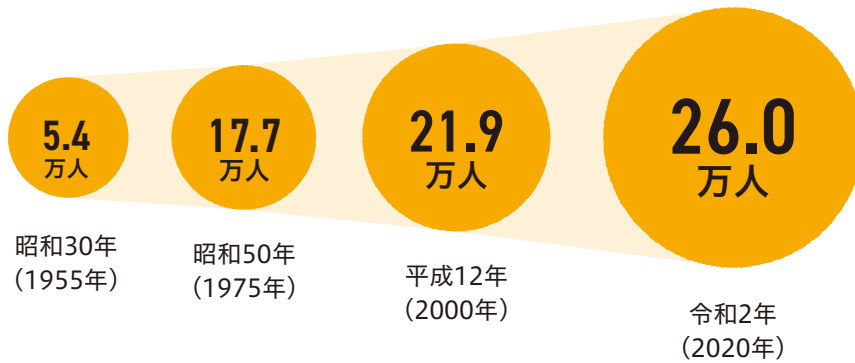 5.4
万人
昭和30年
（1955年）
17.7
万人
昭和50年
（1975年）
21.9
万人
平成12年
（2000年）
26.0
万人
令和2年
（2020年）